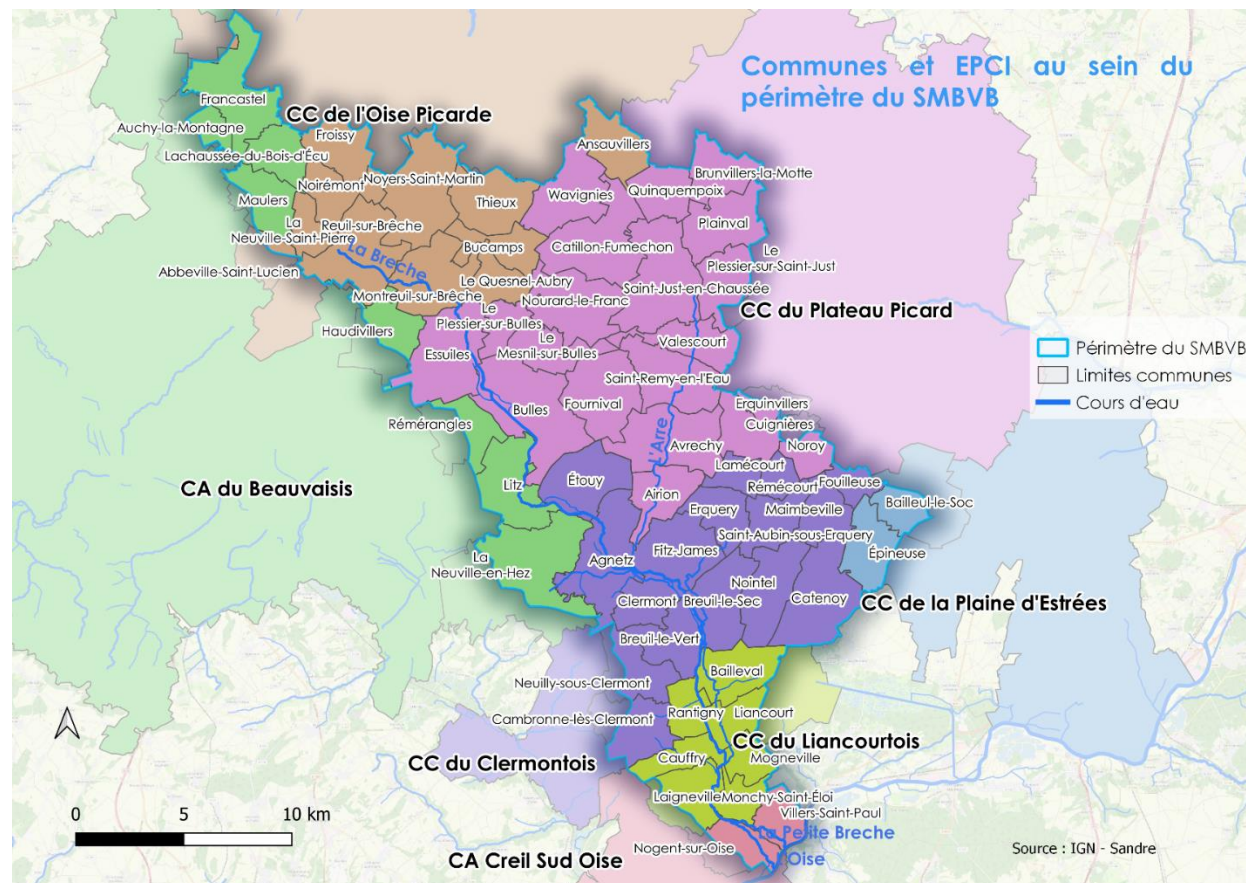 Communes et EPCI au sein du
périmètre du SMBVB
Francastel
CC de l'Oise Picarde
Auchy-la-Montagne
Froissy
Ansauvillers
Lachaussée-du-Bois-d'Écu
Noyers-Saint-Martin
Brunvillers-la-Motte
Noirémont
Wavignies
Quinquempoix
Maulers
Thieux
La
Neuville-Saint-Pierre
Reuil-sur-Brêche
Plainval
Bucamps
Catillon-Fumechon
Le
Plessier-sur-Saint-Just
La Breche
Abbeville-Saint-Lucien
Le Quesnel-Aubry
Saint-Just-en-Chaussée
Montreuil-sur-Brêche
Nourard-le-Franc
CC du Plateau Picard
Haudivillers
Le
Plessier-sur-Bulles
Le
Mesnil-sur-Bulles
Valescourt
Essuiles
Périmètre du SMBVB
Limites communes
Cours d'eau
Saint-Remy-en-l'Eau
Bulles
Fournival
Erquinvillers
Rémérangles
Cuignières
L'Arre
Avrechy
Noroy
Lamécourt
CA du Beauvaisis
Litz
Étouy
Airion
Rémécourt
Fouilleuse
Bailleul-le-Soc
Erquery
Maimbeville
Saint-Aubin-sous-Erquery
La
Neuville-en-Hez
Agnetz
Fitz-James
Épineuse
Nointel
Clermont
Breuil-le-Sec
Catenoy
CC de la Plaine d'Estrées
Breuil-le-Vert
Bailleval
Neuilly-sous-Clermont
Rantigny
Liancourt
Cambronne-lès-Clermont
CC du Liancourtois
CC du Clermontois
Cauffry
Mogneville
Laigneville
Monchy-Saint-Éloi
Villers-Saint-Paul
La Petite Breche
Nogent-sur-Oise
L'Oise
CA Creil Sud Oise
0 5 10 km
Source : IGN - Sandre